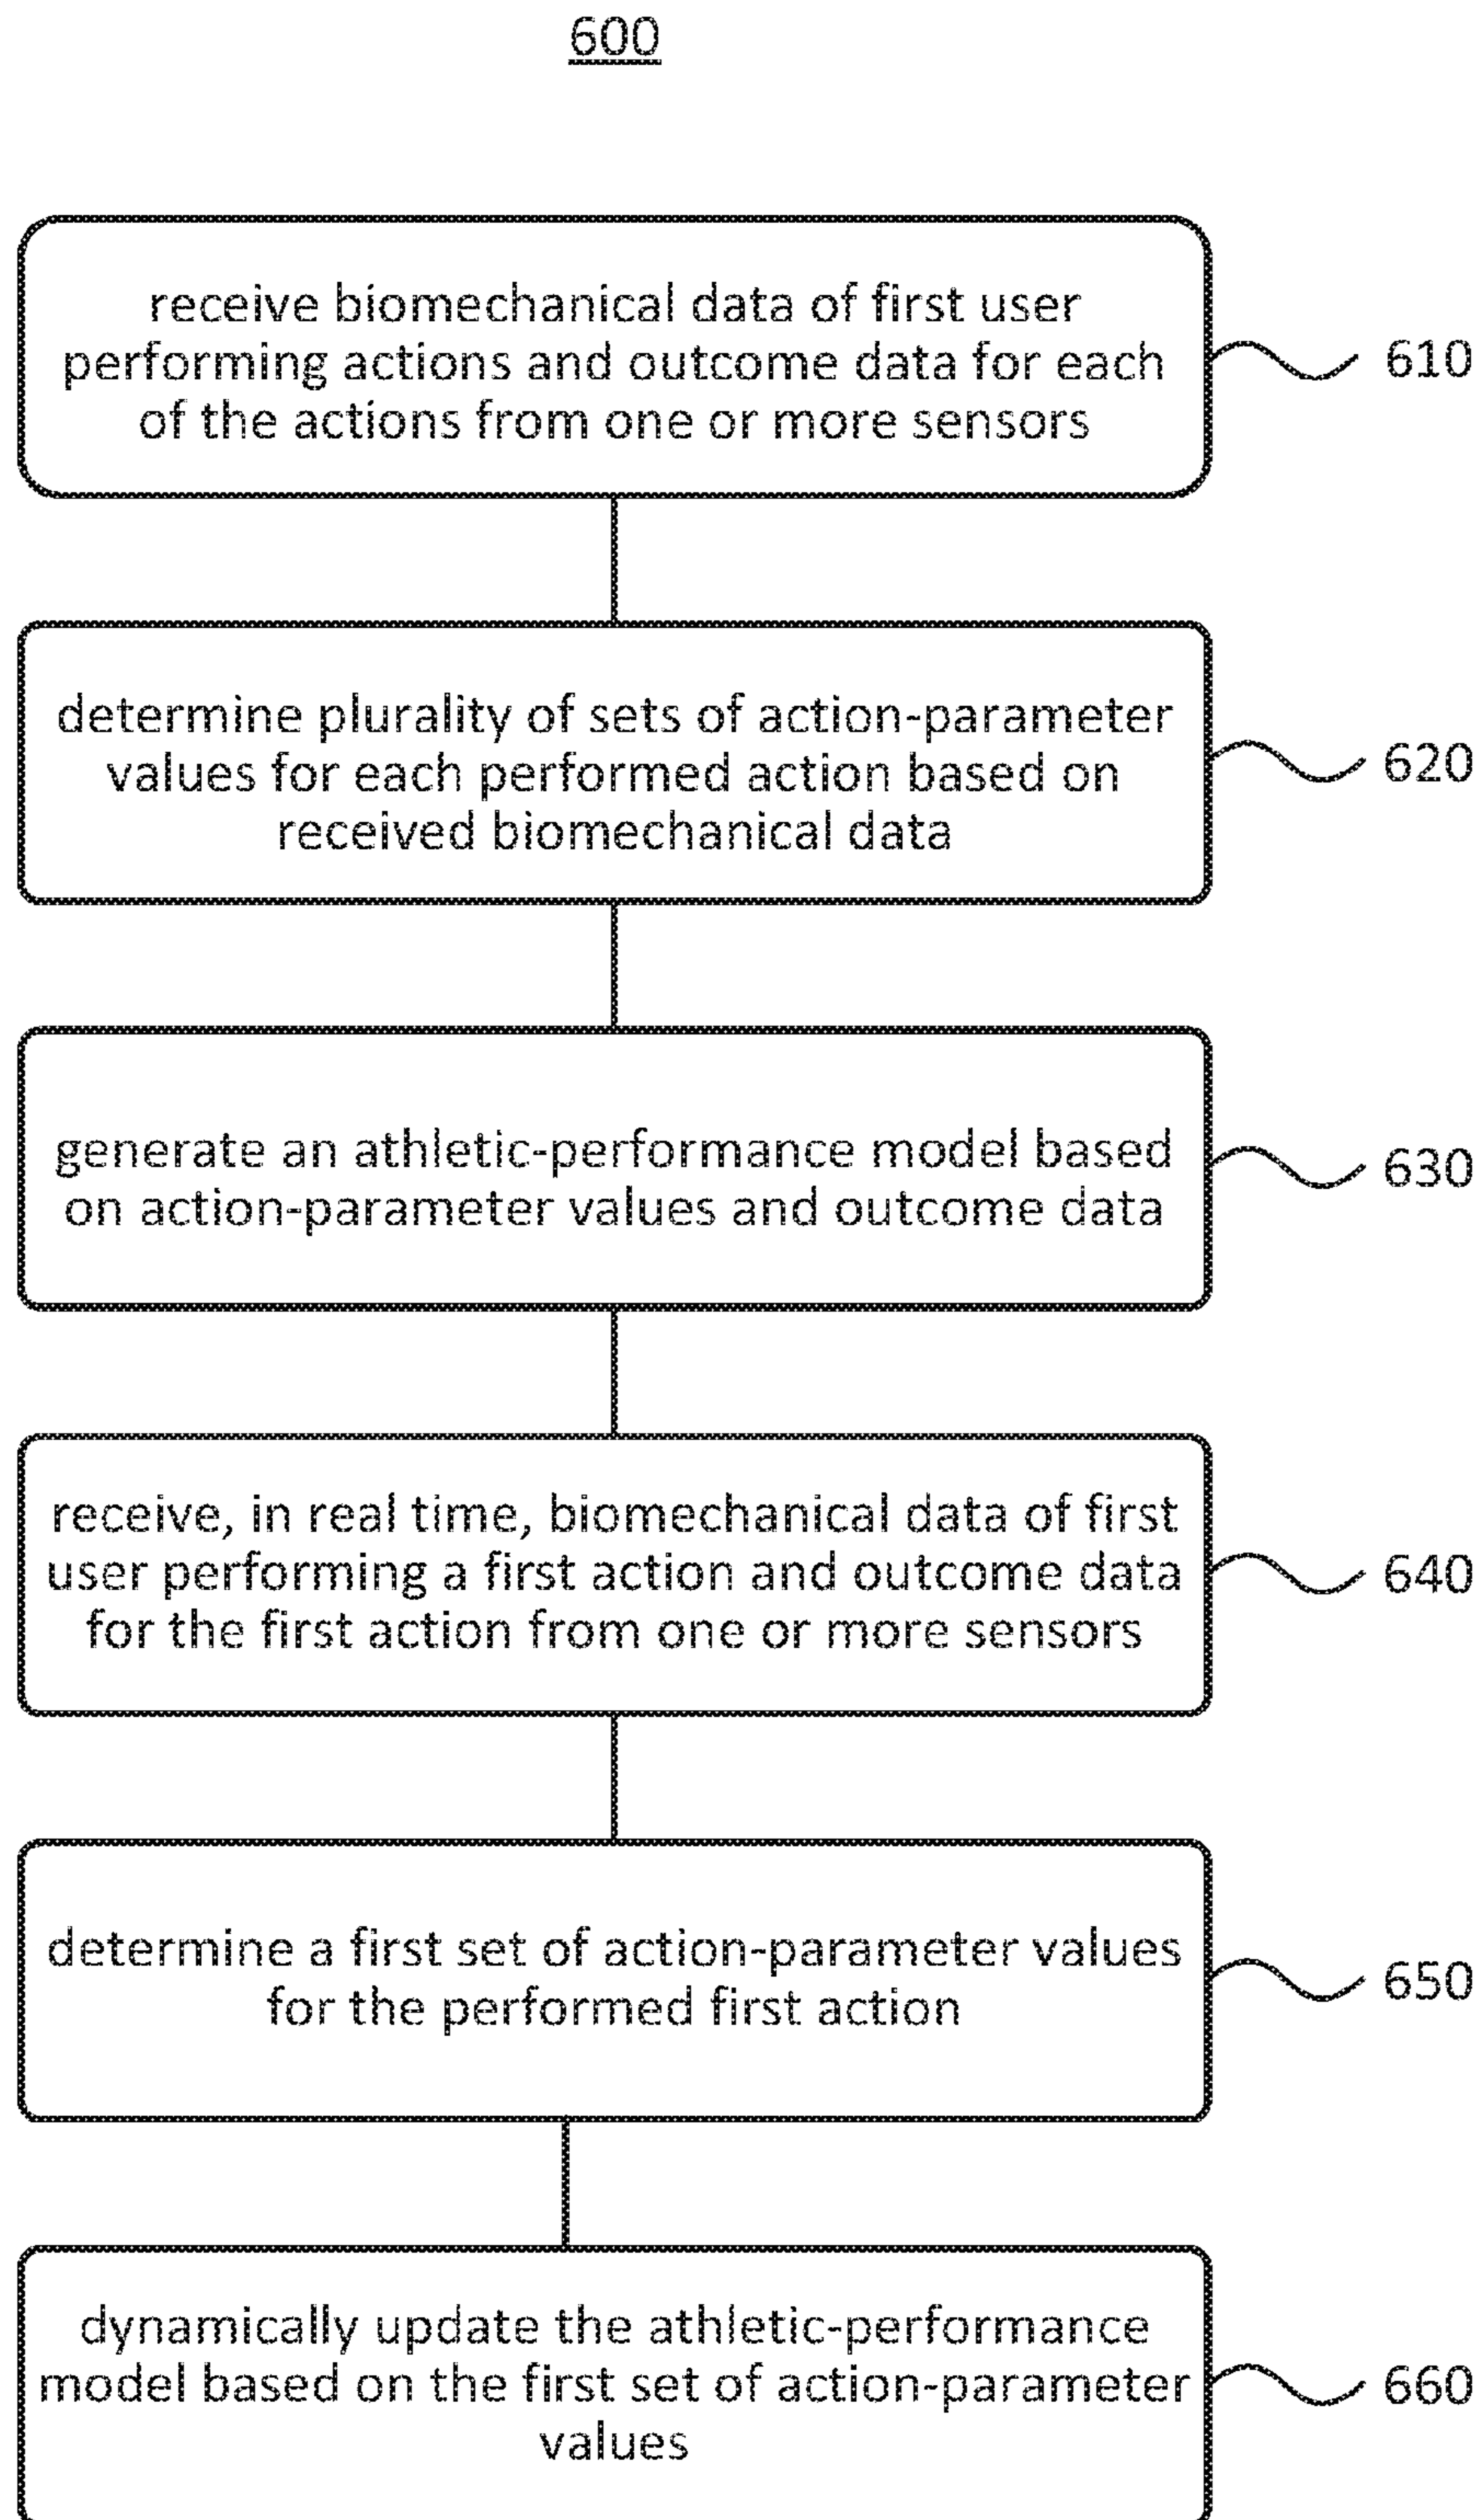 600
receive biomechanical data of first user
performing actions and outcome data for each
of the actions from one or more sensors
610
determine plurality of sets of action-parameter
values for each performed action based on
received biomechanical data
620
generate an athletic-performance model based
on action-parameter values and outcome data
630
receive, in real time, biomechanical data of first
user performing a first action and outcome data
for the first action from one or more sensors
640
determine a first set of action-parameter values
for the performed first action
650
dynamically update the athletic-performance
model based on the first set of action-parameter
values
660